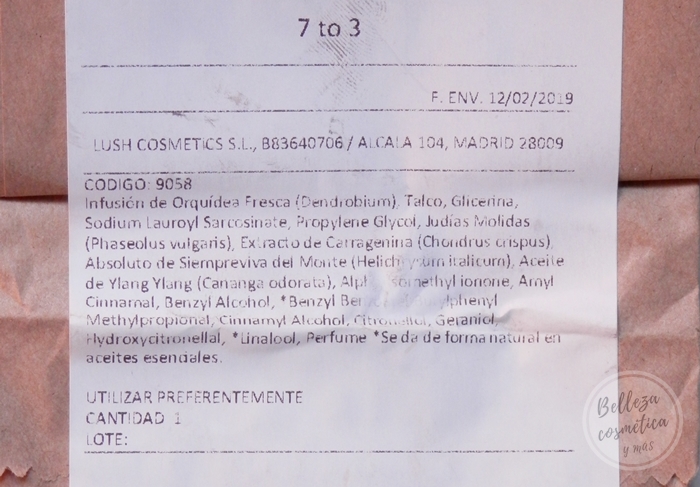 7 to 3
F. ENV. 12/02/2019
LUSH COSMETICS S.L., B83640706 / ALCALA 104, MADRID 28009
CODIGO: 9058
Infusión de Orquídea Fresca (Dendrobium), Talco, Glicerina,
Sodium Lauroyl Sarcosinate, Propylene Glycol, Judías Molidas
(Phaseolus vulgaris), Extracto de Carragenina (Chondrus crispus),
Absoluto de Siempreviva del Monte (Helichrysum italicum), Aceite
de Ylang Ylang (Cananga odorata), ionone, Amyl
Cinnamal, Benzyl Alcohol, *Benzyl
Methylpropional, Cinnamyl Alcohol, Citronellol, Geraniol,
Hydroxycitronellal, *Linalool, Perfume *Se da de forma natural en
aceites esenciales.
UTILIZAR PREFERENTEMENTE
CANTIDAD 1
LOTE:
Belleza
cosmética
y más